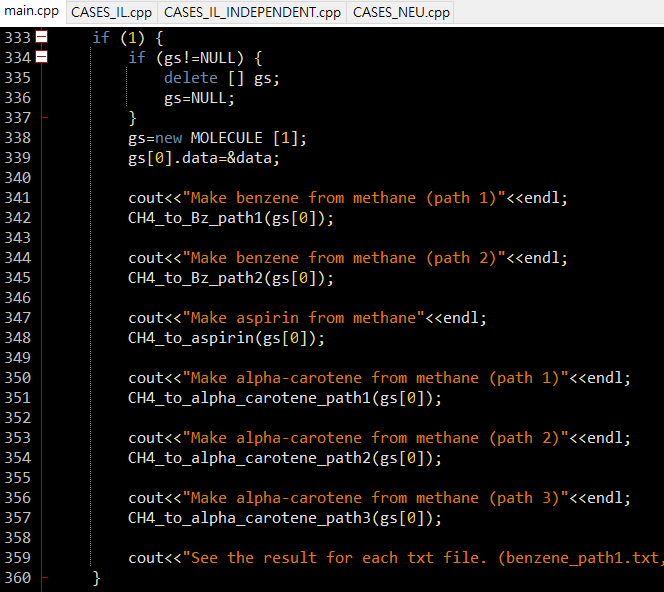 main.cpp CASES_IL.cpp CASES_IL_INDEPENDENT.cpp CASES_NEU.cpp
333 if (1) {
334 if (gs!=NULL) {
335 delete [] gs;
336 gs=NULL;
337 }
338 gs=new MOLECULE [1];
339 gs[0].data=&data;
340
341 cout<<"Make benzene from methane (path 1)"<<endl;
342 CH4_to_Bz_path1(gs[0]);
343
344 cout<<"Make benzene from methane (path 2)"<<endl;
345 CH4_to_Bz_path2(gs[0]);
346
347 cout<<"Make aspirin from methane"<<endl;
348 CH4_to_aspirin(gs[0]);
349
350 cout<<"Make alpha-carotene from methane (path 1)"<<endl;
351 CH4_to_alpha_carotene_path1(gs[0]);
352
353 cout<<"Make alpha-carotene from methane (path 2)"<<endl;
354 CH4_to_alpha_carotene_path2(gs[0]);
355
356 cout<<"Make alpha-carotene from methane (path 3)"<<endl;
357 CH4_to_alpha_carotene_path3(gs[0]);
358
359 cout<<"See the result for each txt file. (benzene_path1.txt,
360 }